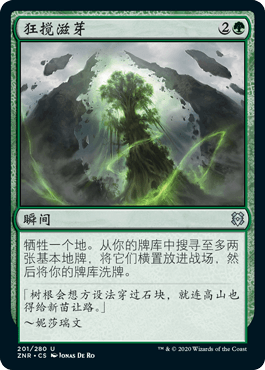 狂搅滋芽 2
瞬间
牺牲一个地。从你的牌库中搜寻至多两
张基本地牌，将它们横置放进战场，然
后将你的牌库洗牌。
「树根会想方设法穿过石块，就连高山也
得给新苗让路。」
～妮莎瑞文
201/280 U
ZNR • CS Jonas De Ro
™ & © 2020 Wizards of the Coast